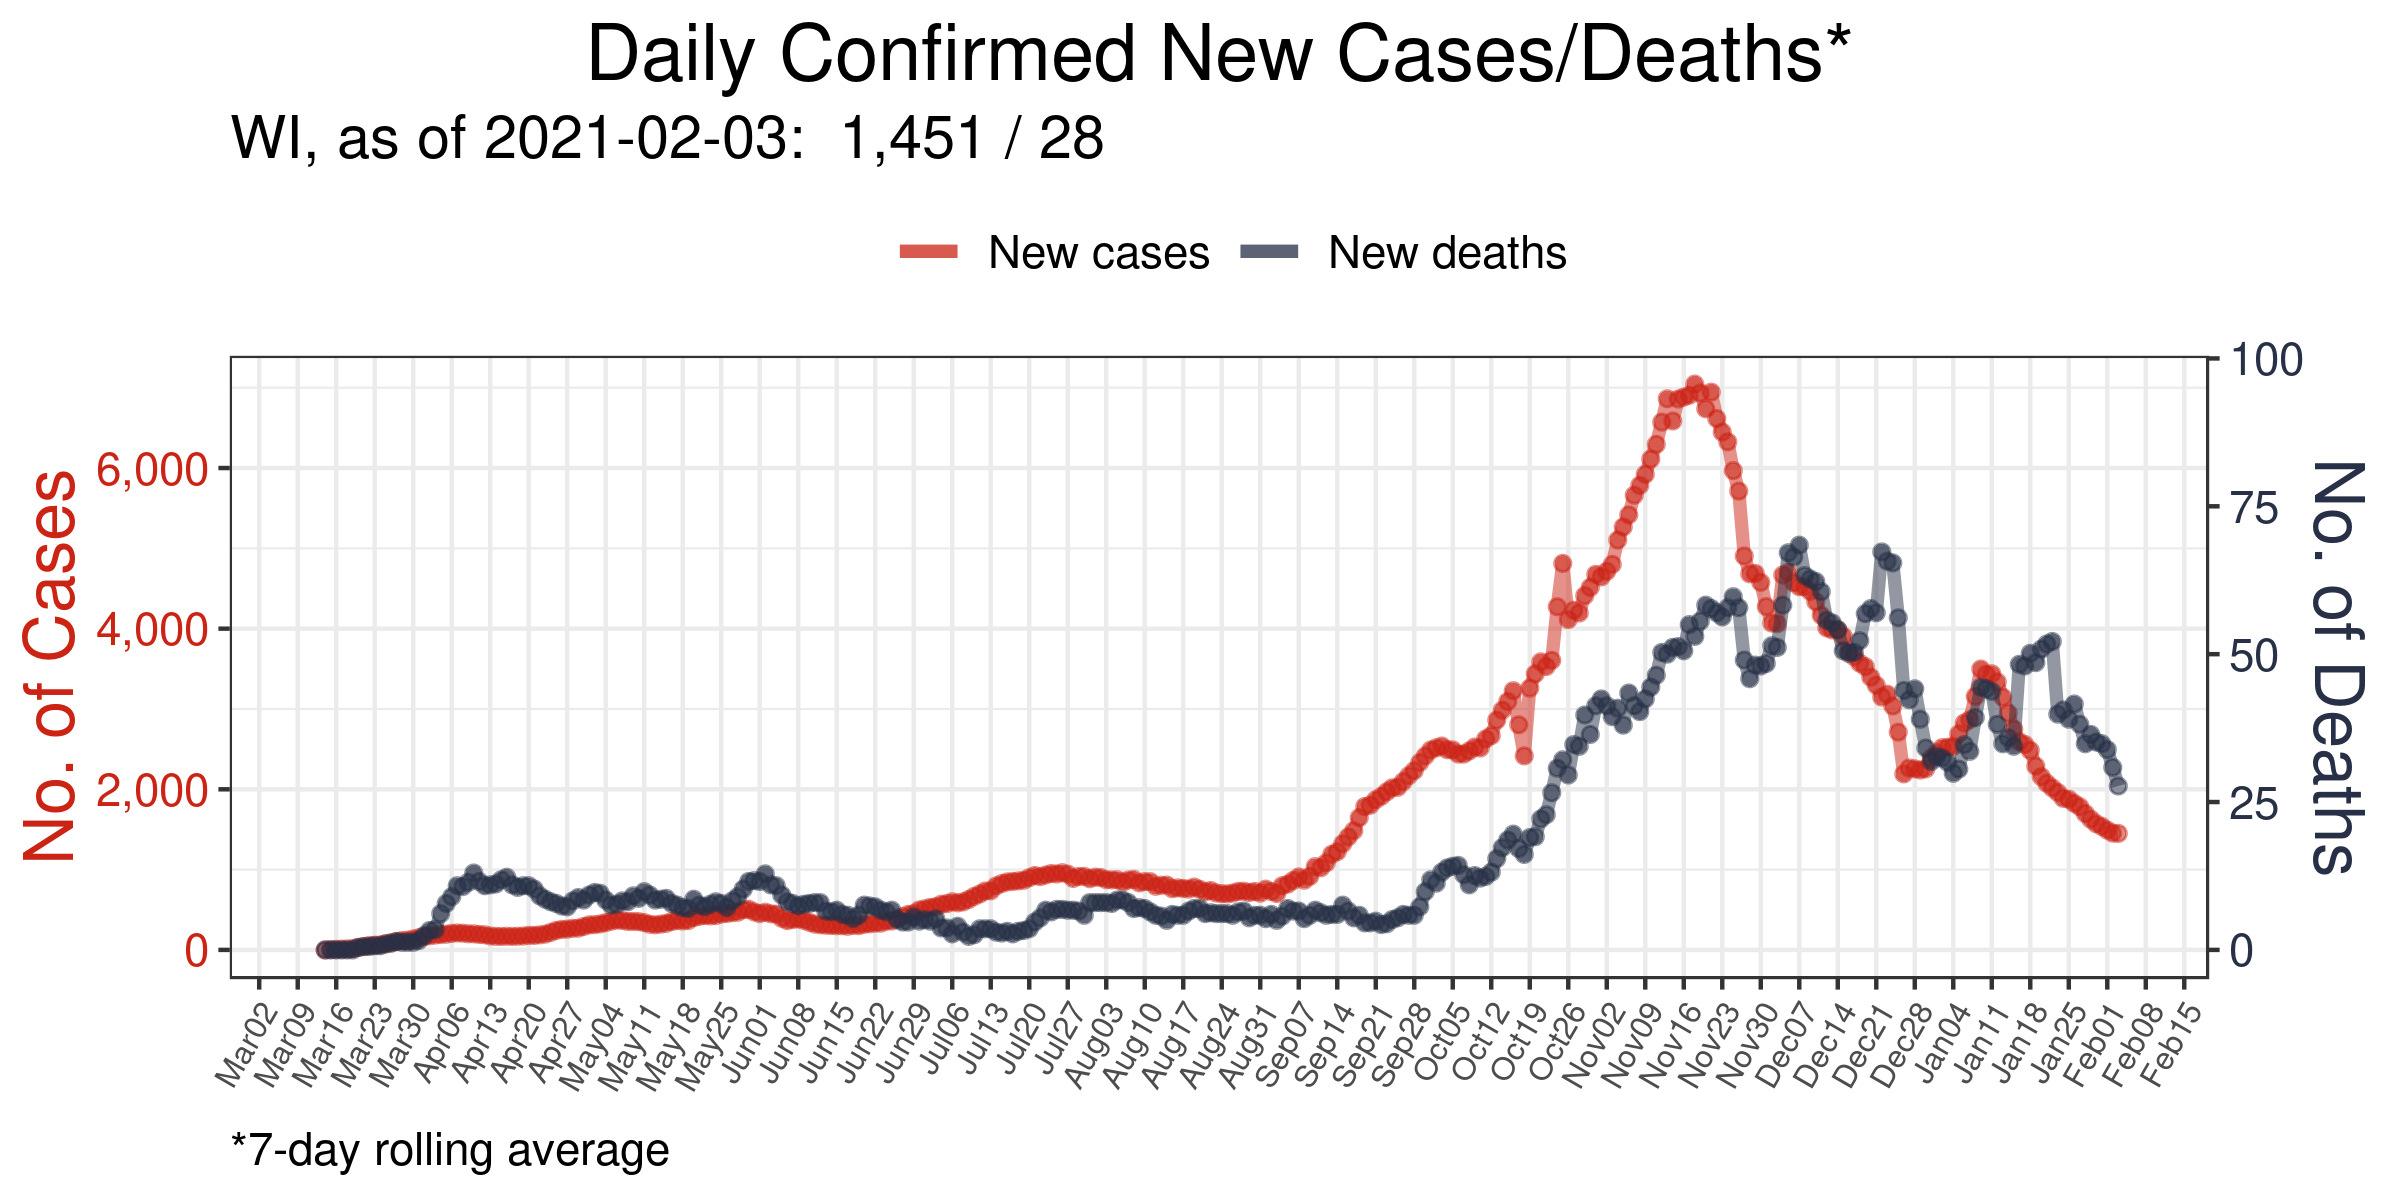 Daily Confirmed New Cases/Deaths*
WI, as of 2021-02-03:  1,451 / 28
New cases
New deaths
No. of Cases
6,000
4,000
2,000
0
100
75
50
25
0
No. of Deaths
Mar02
Mar09
Mar16
Mar23
Mar30
Apr06
Apr13
Apr20
Apr27
May04
May11
May18
May25
Jun01
Jun08
Jun15
Jun22
Jun29
Jul06
Jul13
Jul20
Jul27
Aug03
Aug10
Aug17
Aug24
Aug31
Sep07
Sep14
Sep21
Sep28
Oct05
Oct12
Oct19
Oct26
Nov02
Nov09
Nov16
Nov23
Nov30
Dec07
Dec14
Dec21
Dec28
Jan04
Jan11
Jan18
Jan25
Feb01
Feb08
Feb15
*7-day rolling average